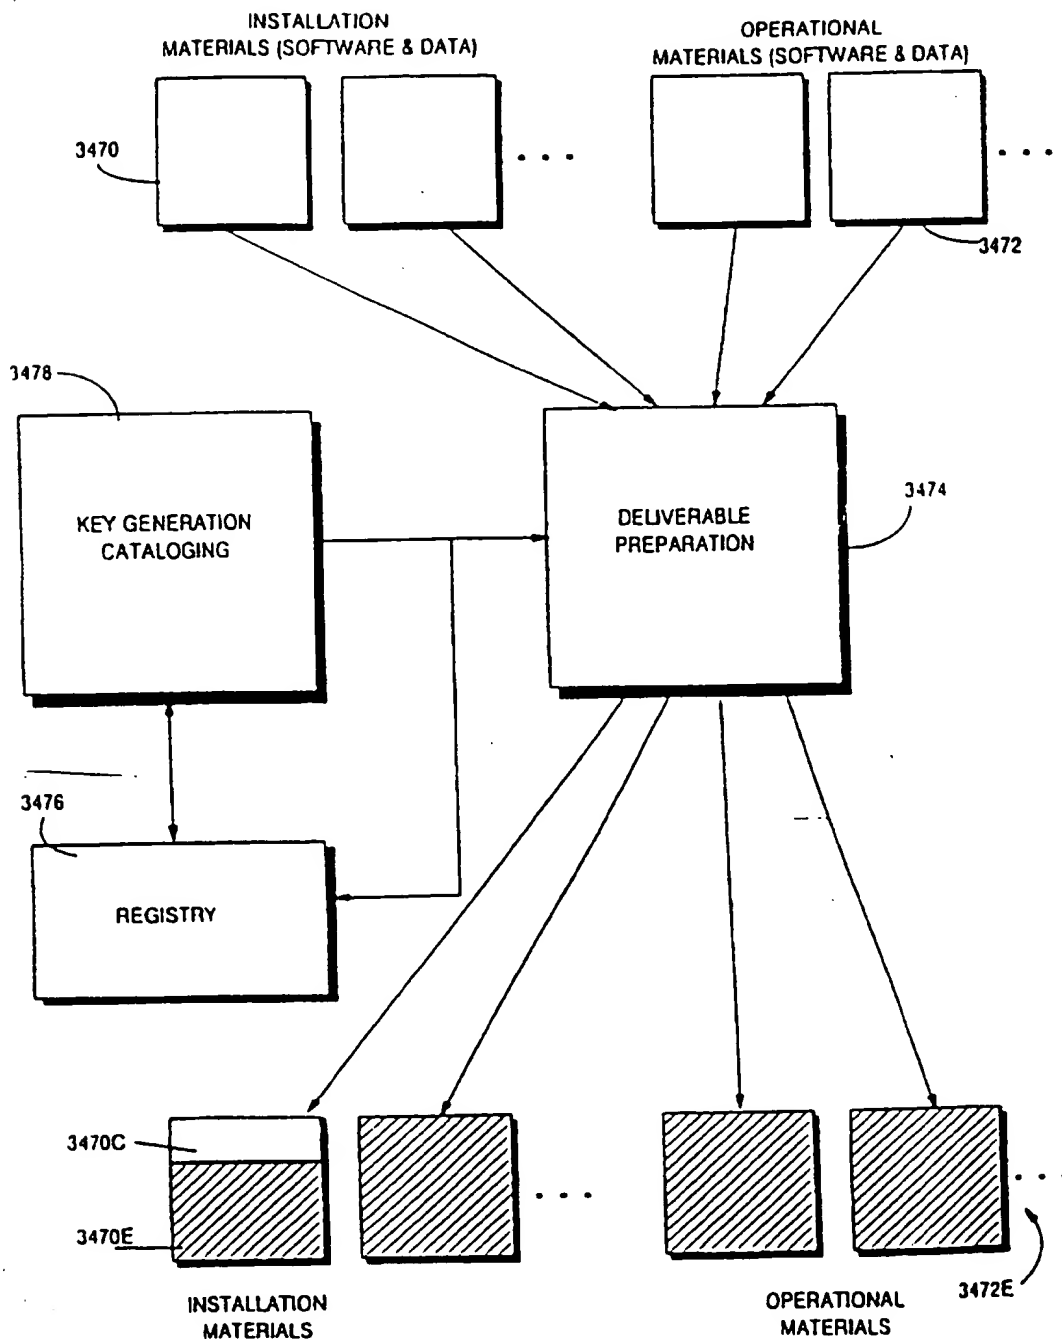 INSTALLATION
MATERIALS (SOFTWARE & DATA)
OPERATIONAL
MATERIALS (SOFTWARE & DATA)
3470
3472
3478
KEY GENERATION
CATALOGING
DELIVERABLE
PREPARATION
3474
3476
REGISTRY
3470C
3470E
3472E
INSTALLATION
MATERIALS
OPERATIONAL
MATERIALS